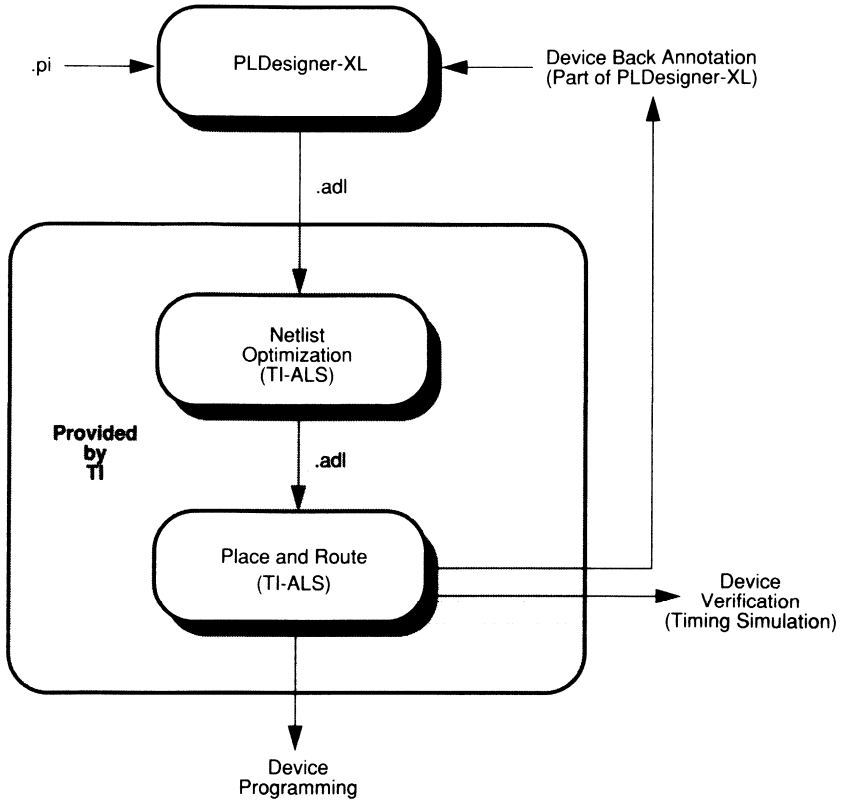 PLDesigner-XL
.pi
Device Back Annotation
(Part of PLDesigner-XL)
.adl
Netlist
Optimization
(TI-ALS)
Provided
by
TI
.adl
Place and Route
(TI-ALS)
Device
Verification
(Timing Simulation)
Device
Programming